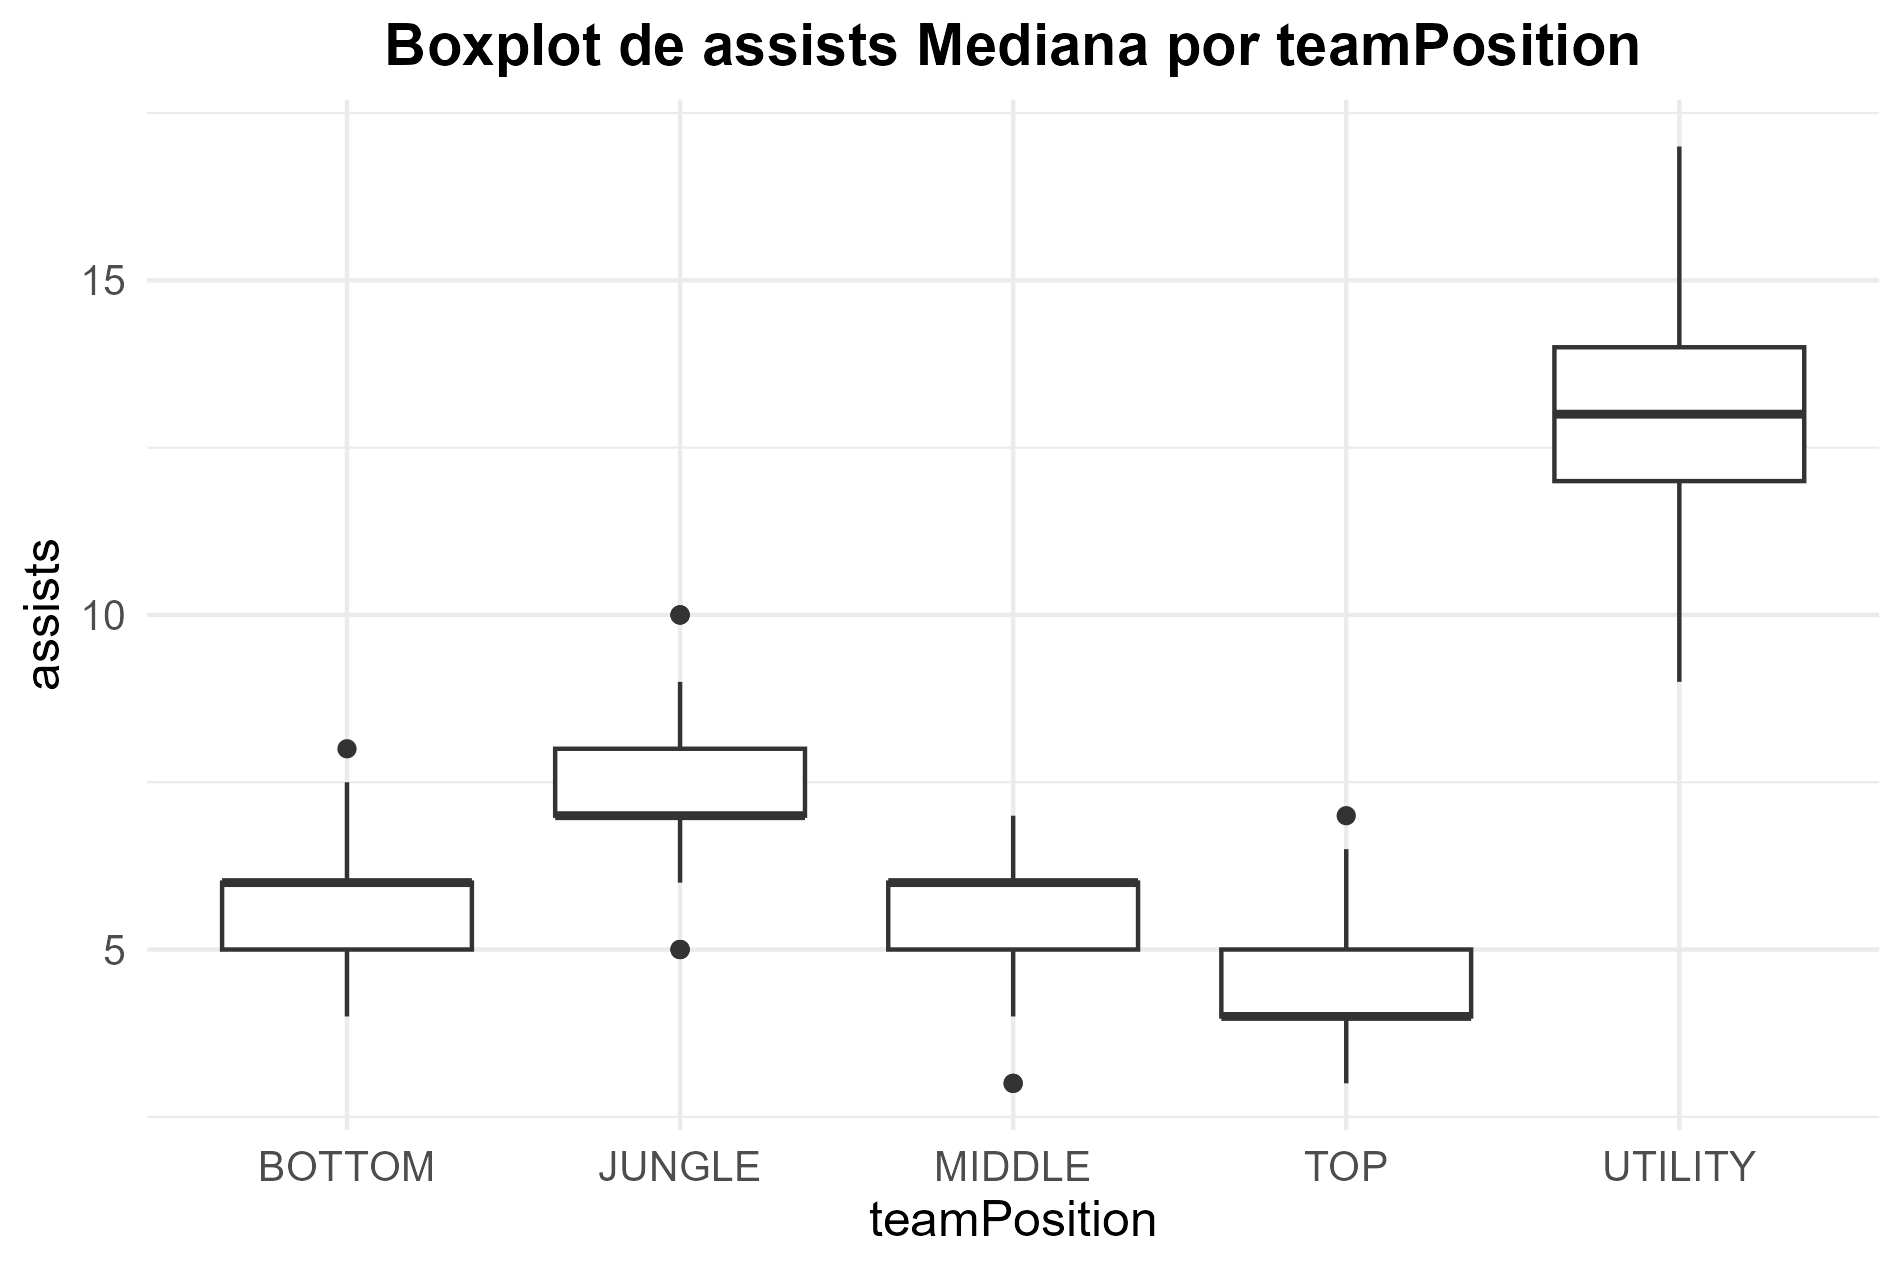 Boxplot de assists Mediana por teamPosition
assists
15
10
5
BOTTOM JUNGLE MIDDLE TOP UTILITY
teamPosition